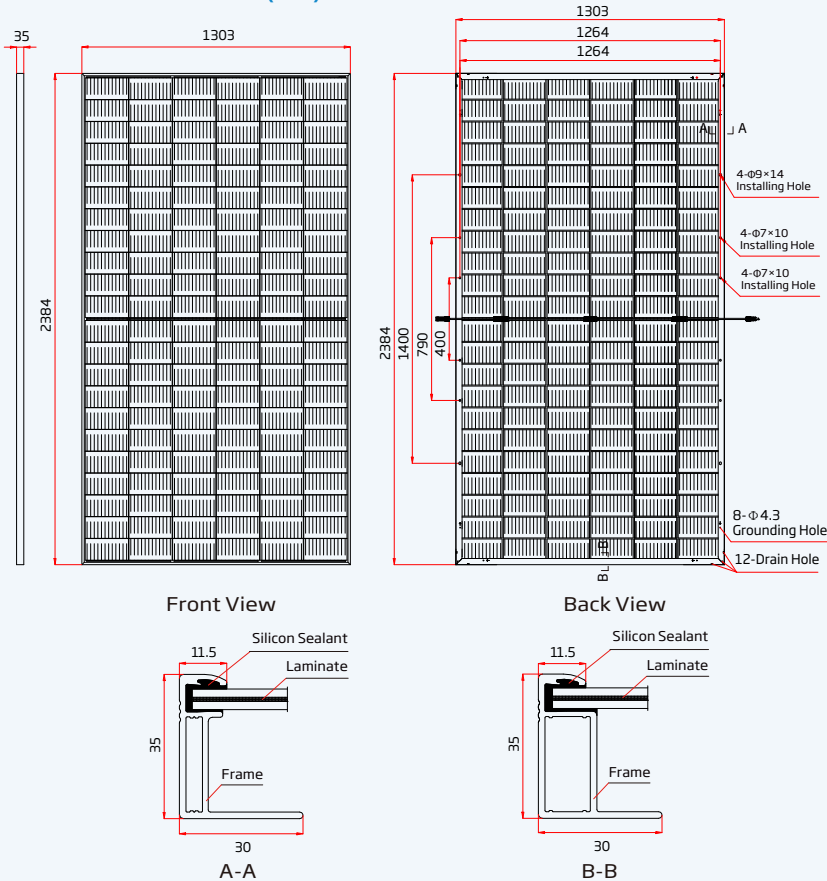 35
1303
2384
Front View
1303
1264
1264
2384
1400
790
400
A
A
4-Φ9×14
Installing Hole
4-Φ7×10
Installing Hole
4-Φ7×10
Installing Hole
8-Φ4.3
Grounding Hole
12-Drain Hole
B
B
Back View
11.5
Silicon Sealant
Laminate
35
Frame
30
A-A
11.5
Silicon Sealant
Laminate
35
Frame
30
B-B